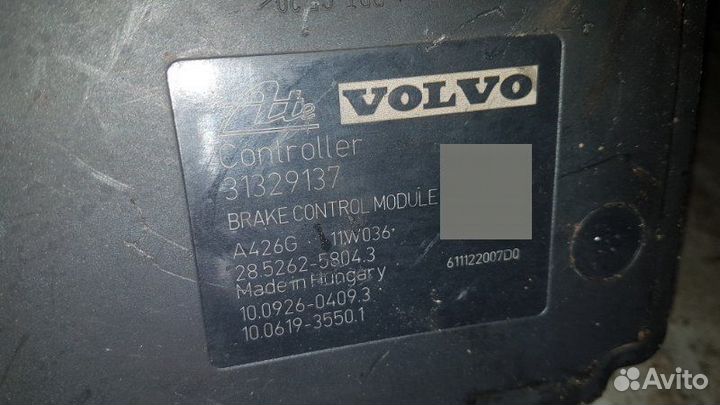 Ate VOLVO
Controller
31329137
BRAKE CONTROL MODULE
A426G 11W036
28.5262-5804.3
611122007D0
Made in Hungary
10.0926-0409.3
10.0619-3550.1
Avito